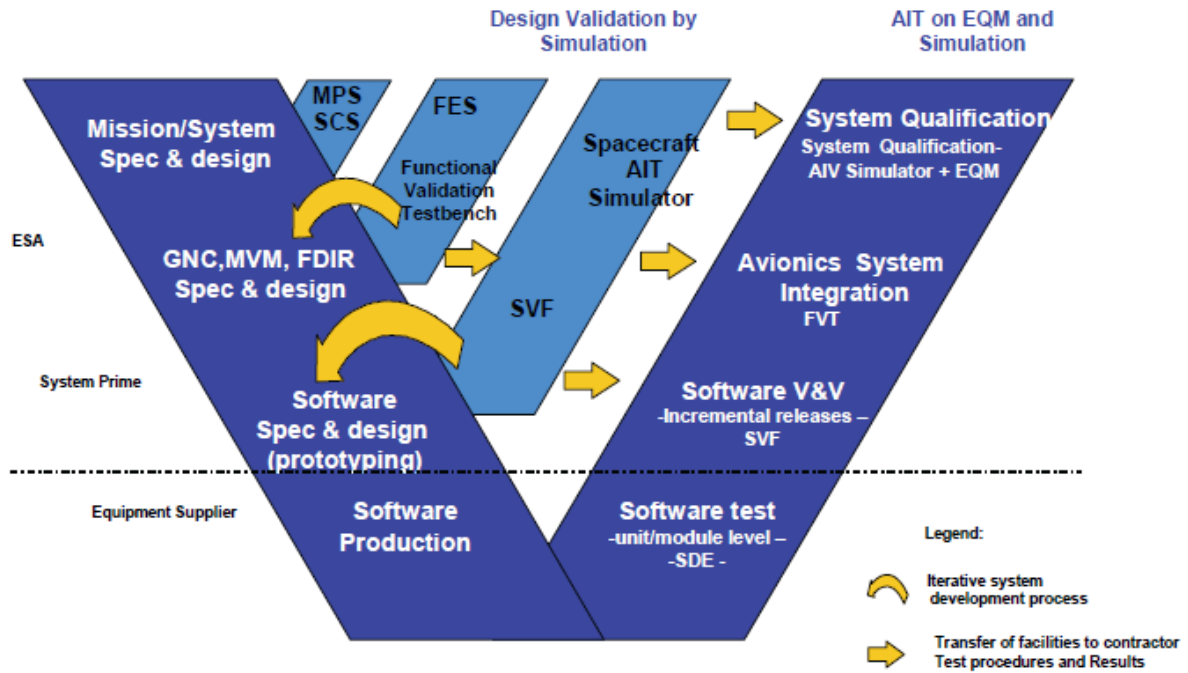 Design Validation by
Simulation
AIT on EQM and
Simulation
MPS
SCS
FES
Mission/System
Spec & design
Functional
Validation
Testbench
Spacecraft
AIT
Simulator
System Qualification
System Qualification-
AIV Simulator + EQM
ESA
GNC,MVM, FDIR
Spec & design
SVF
Avionics System
Integration
FVT
System Prime
Software
Spec & design
(prototyping)
Software V&V
-Incremental releases –
SVF
Equipment Supplier
Software
Production
Software test
-unit/module level –
-SDE -
Legend:
Iterative system
development process
Transfer of facilities to contractor
Test procedures and Results